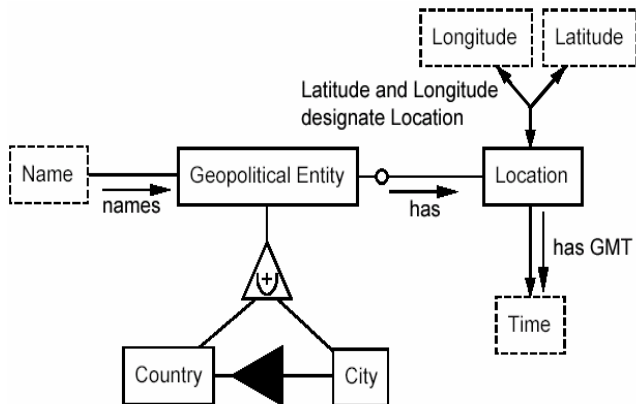 Longitude
Latitude
Latitude and Longitude
designate Location
Name
names
Geopolitical Entity
has
Location
has GMT
+
Time
Country
City